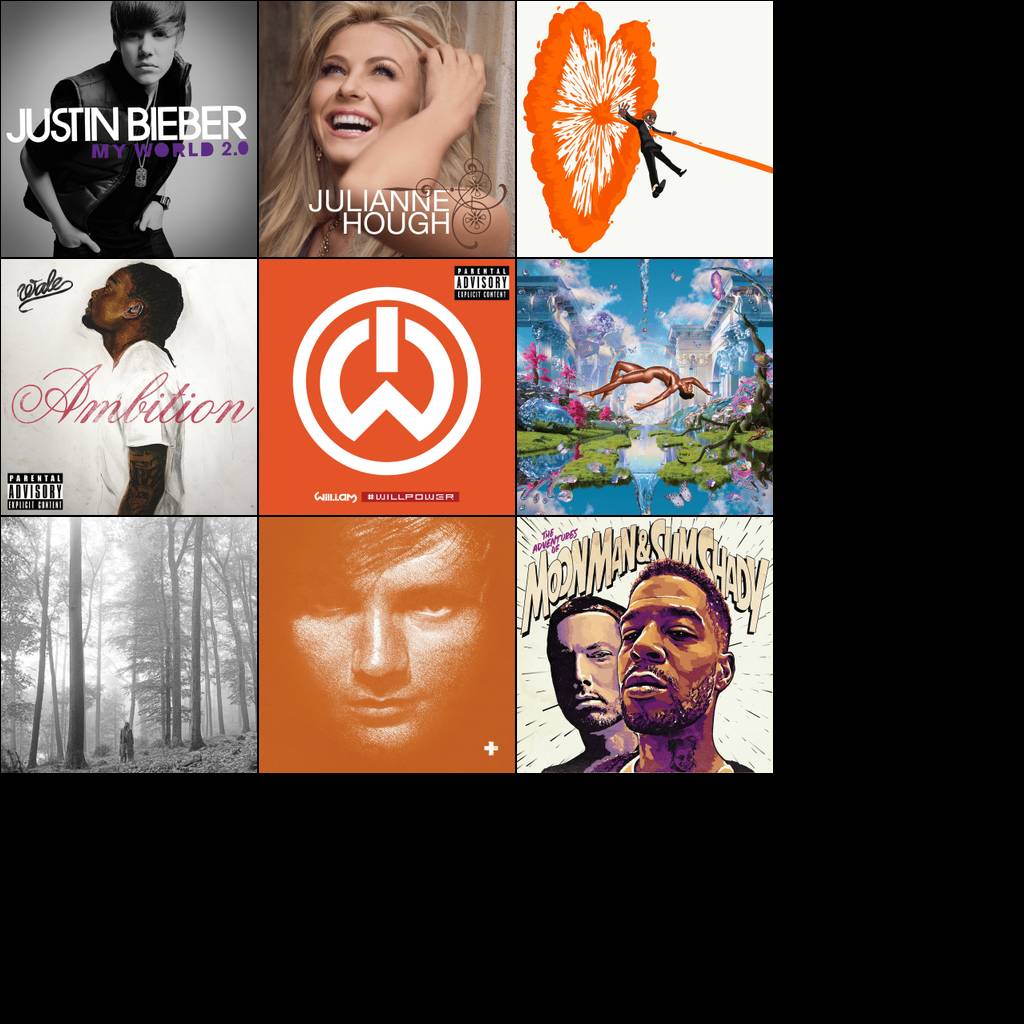 JUSTIN BIEBER
MY WORLD 2.0
JULIANNE
HOUGH
wale
Ambition
PARENTAL
ADVISORY
EXPLICIT CONTENT
PARENTAL
ADVISORY
EXPLICIT CONTENT
will.i.am #WILLPOWER
+
THE
ADVENTURES
OF
MOON MAN & SLIM SHADY